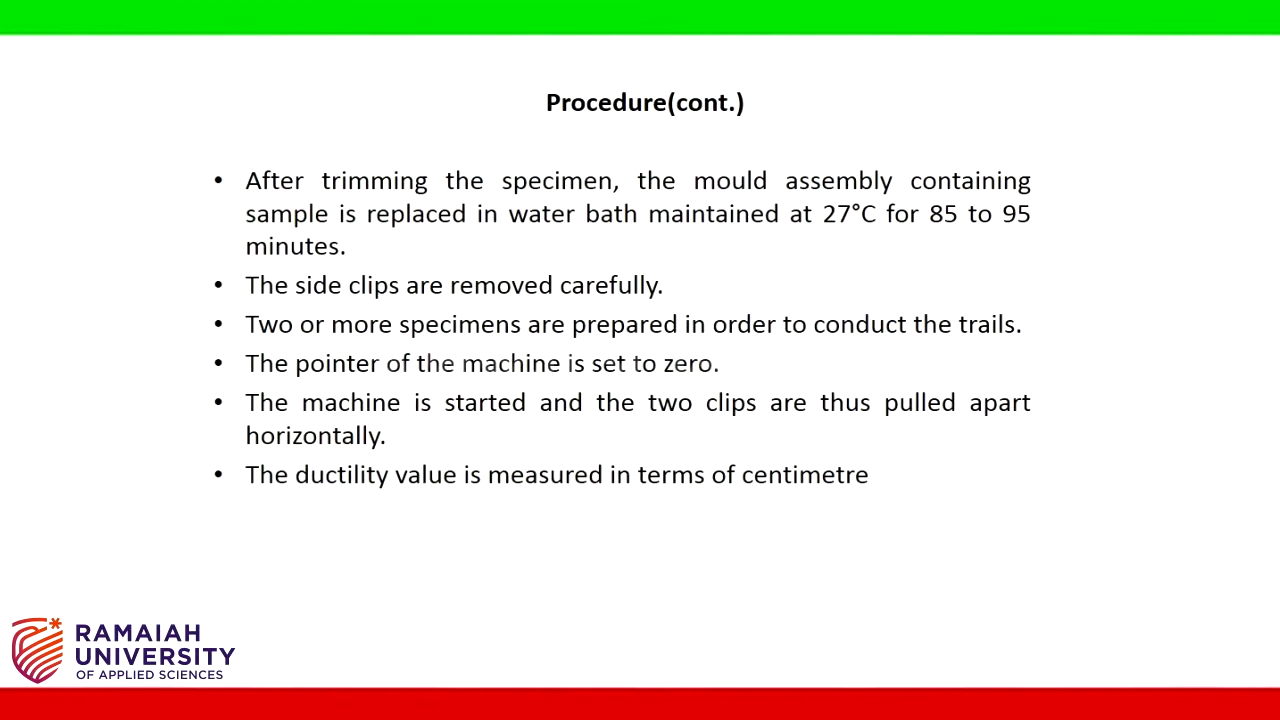 Procedure(cont.)
• After trimming the specimen, the mould assembly containing
sample is replaced in water bath maintained at 27°C for 85 to 95
minutes.
• The side clips are removed carefully.
• Two or more specimens are prepared in order to conduct the trails.
• The pointer of the machine is set to zero.
• The machine is started and the two clips are thus pulled apart
horizontally.
• The ductility value is measured in terms of centimetre
RAMAIAH
UNIVERSITY
OF APPLIED SCIENCES